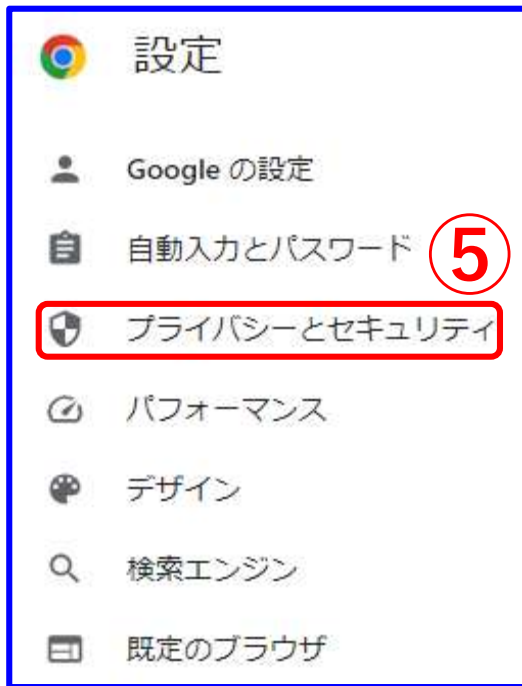 設定
Google の設定
自動入力とパスワード
⑤
プライバシーとセキュリティ
パフォーマンス
デザイン
検索エンジン
既定のブラウザ